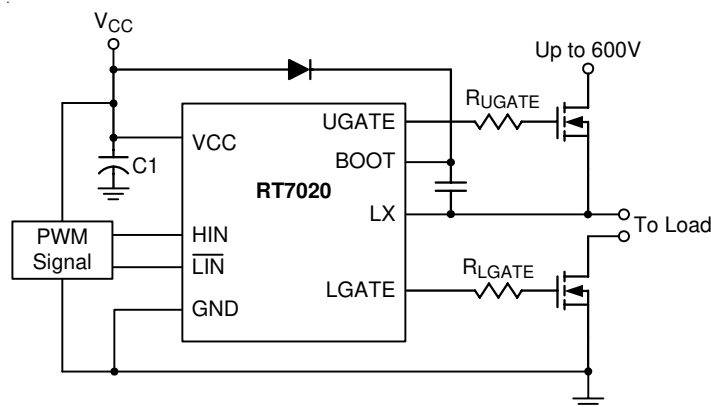 VCC
Up to 600V
RUGATE
UGATE
VCC
BOOT
C1
RT7020
LX
To Load
PWM
Signal
HIN
LIN
RLGATE
LGATE
GND